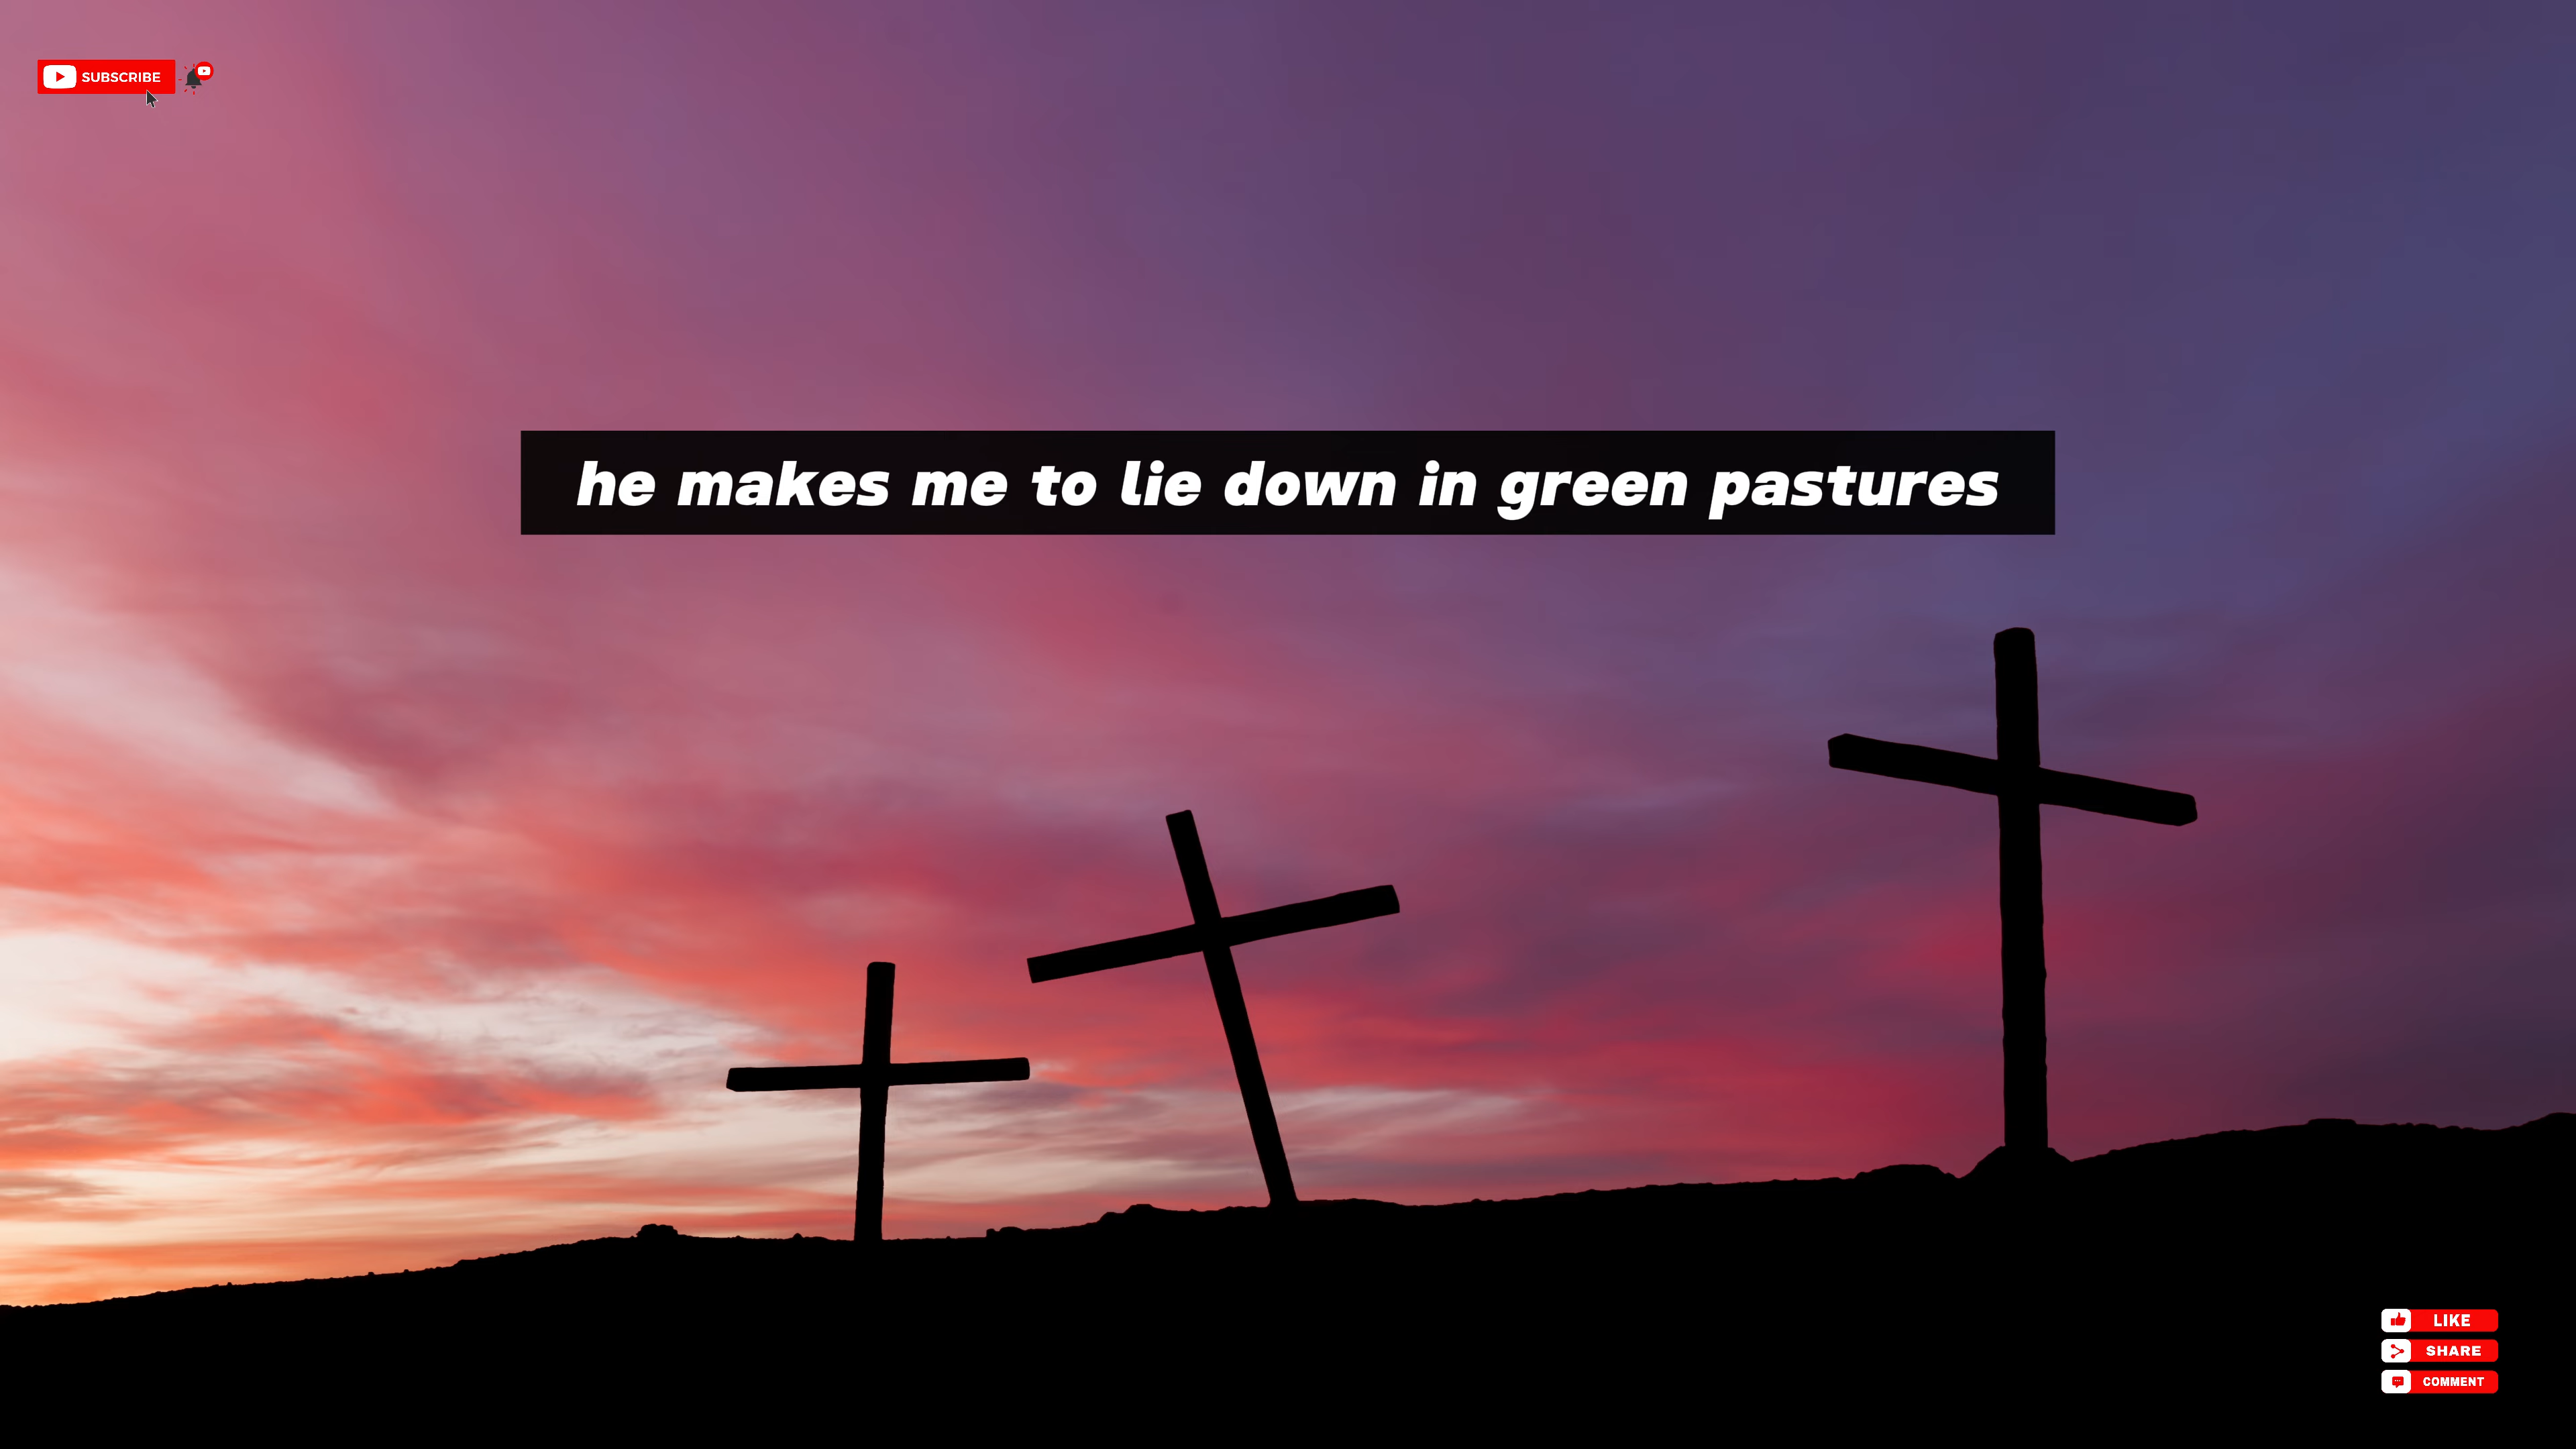 SUBSCRIBE
he makes me to lie down in green pastures
LIKE
SHARE
COMMENT